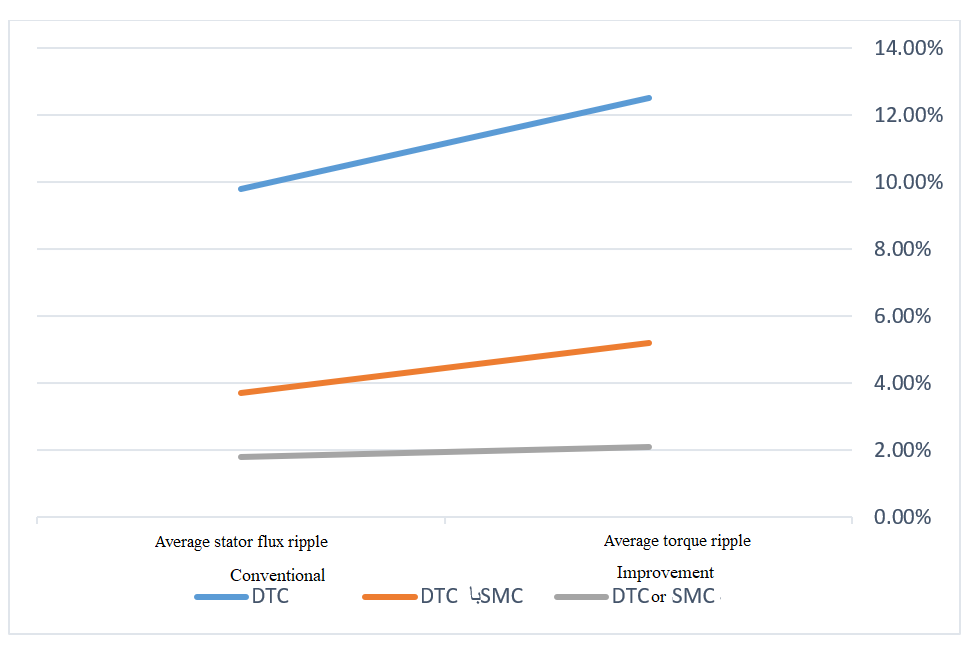 14.00%
12.00%
10.00%
8.00%
6.00%
4.00%
2.00%
0.00%
Average stator flux ripple
Average torque ripple
Conventional
Improvement
DTC
DTC با SMC
DTC or SMC